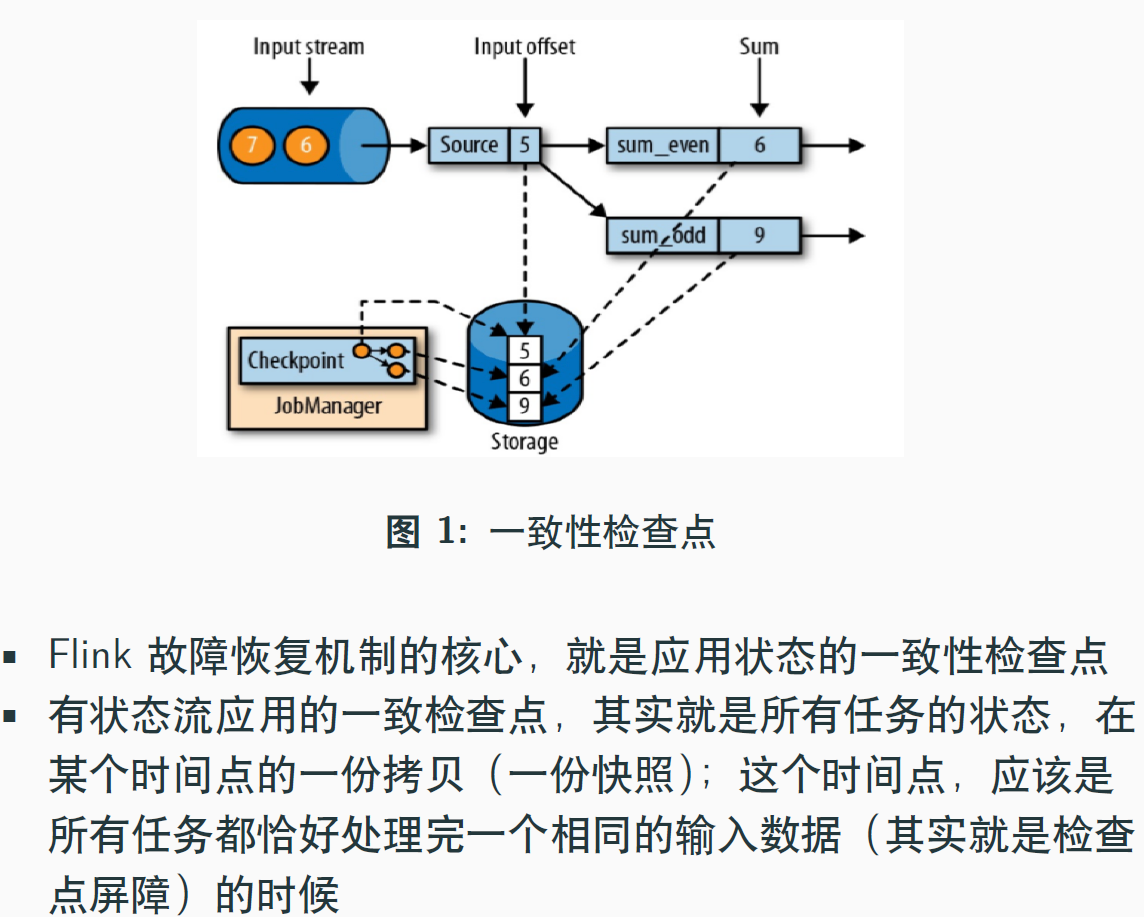 Input stream
Input offset
Sum
7
6
Source
5
sum_even
6
sum_odd
9
Checkpoint
JobManager
5
6
9
Storage
图 1: 一致性检查点
▪ Flink 故障恢复机制的核心，就是应用状态的一致性检查点
▪ 有状态流应用的一致检查点，其实就是所有任务的状态，在
某个时间点的一份拷贝（一份快照）；这个时间点，应该是
所有任务都恰好处理完一个相同的输入数据（其实就是检查
点屏障）的时候